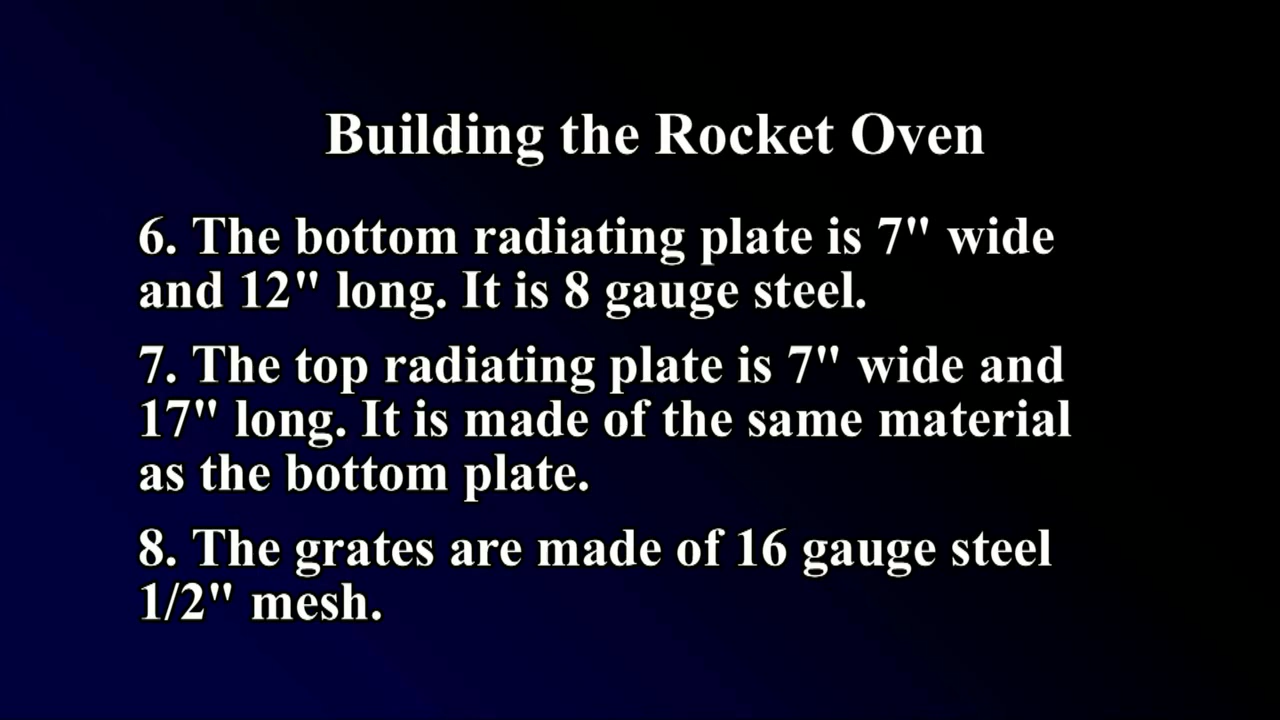 Building the Rocket Oven
6. The bottom radiating plate is 7" wide
and 12" long. It is 8 gauge steel.
7. The top radiating plate is 7" wide and
17" long. It is made of the same material
as the bottom plate.
8. The grates are made of 16 gauge steel
1/2" mesh.